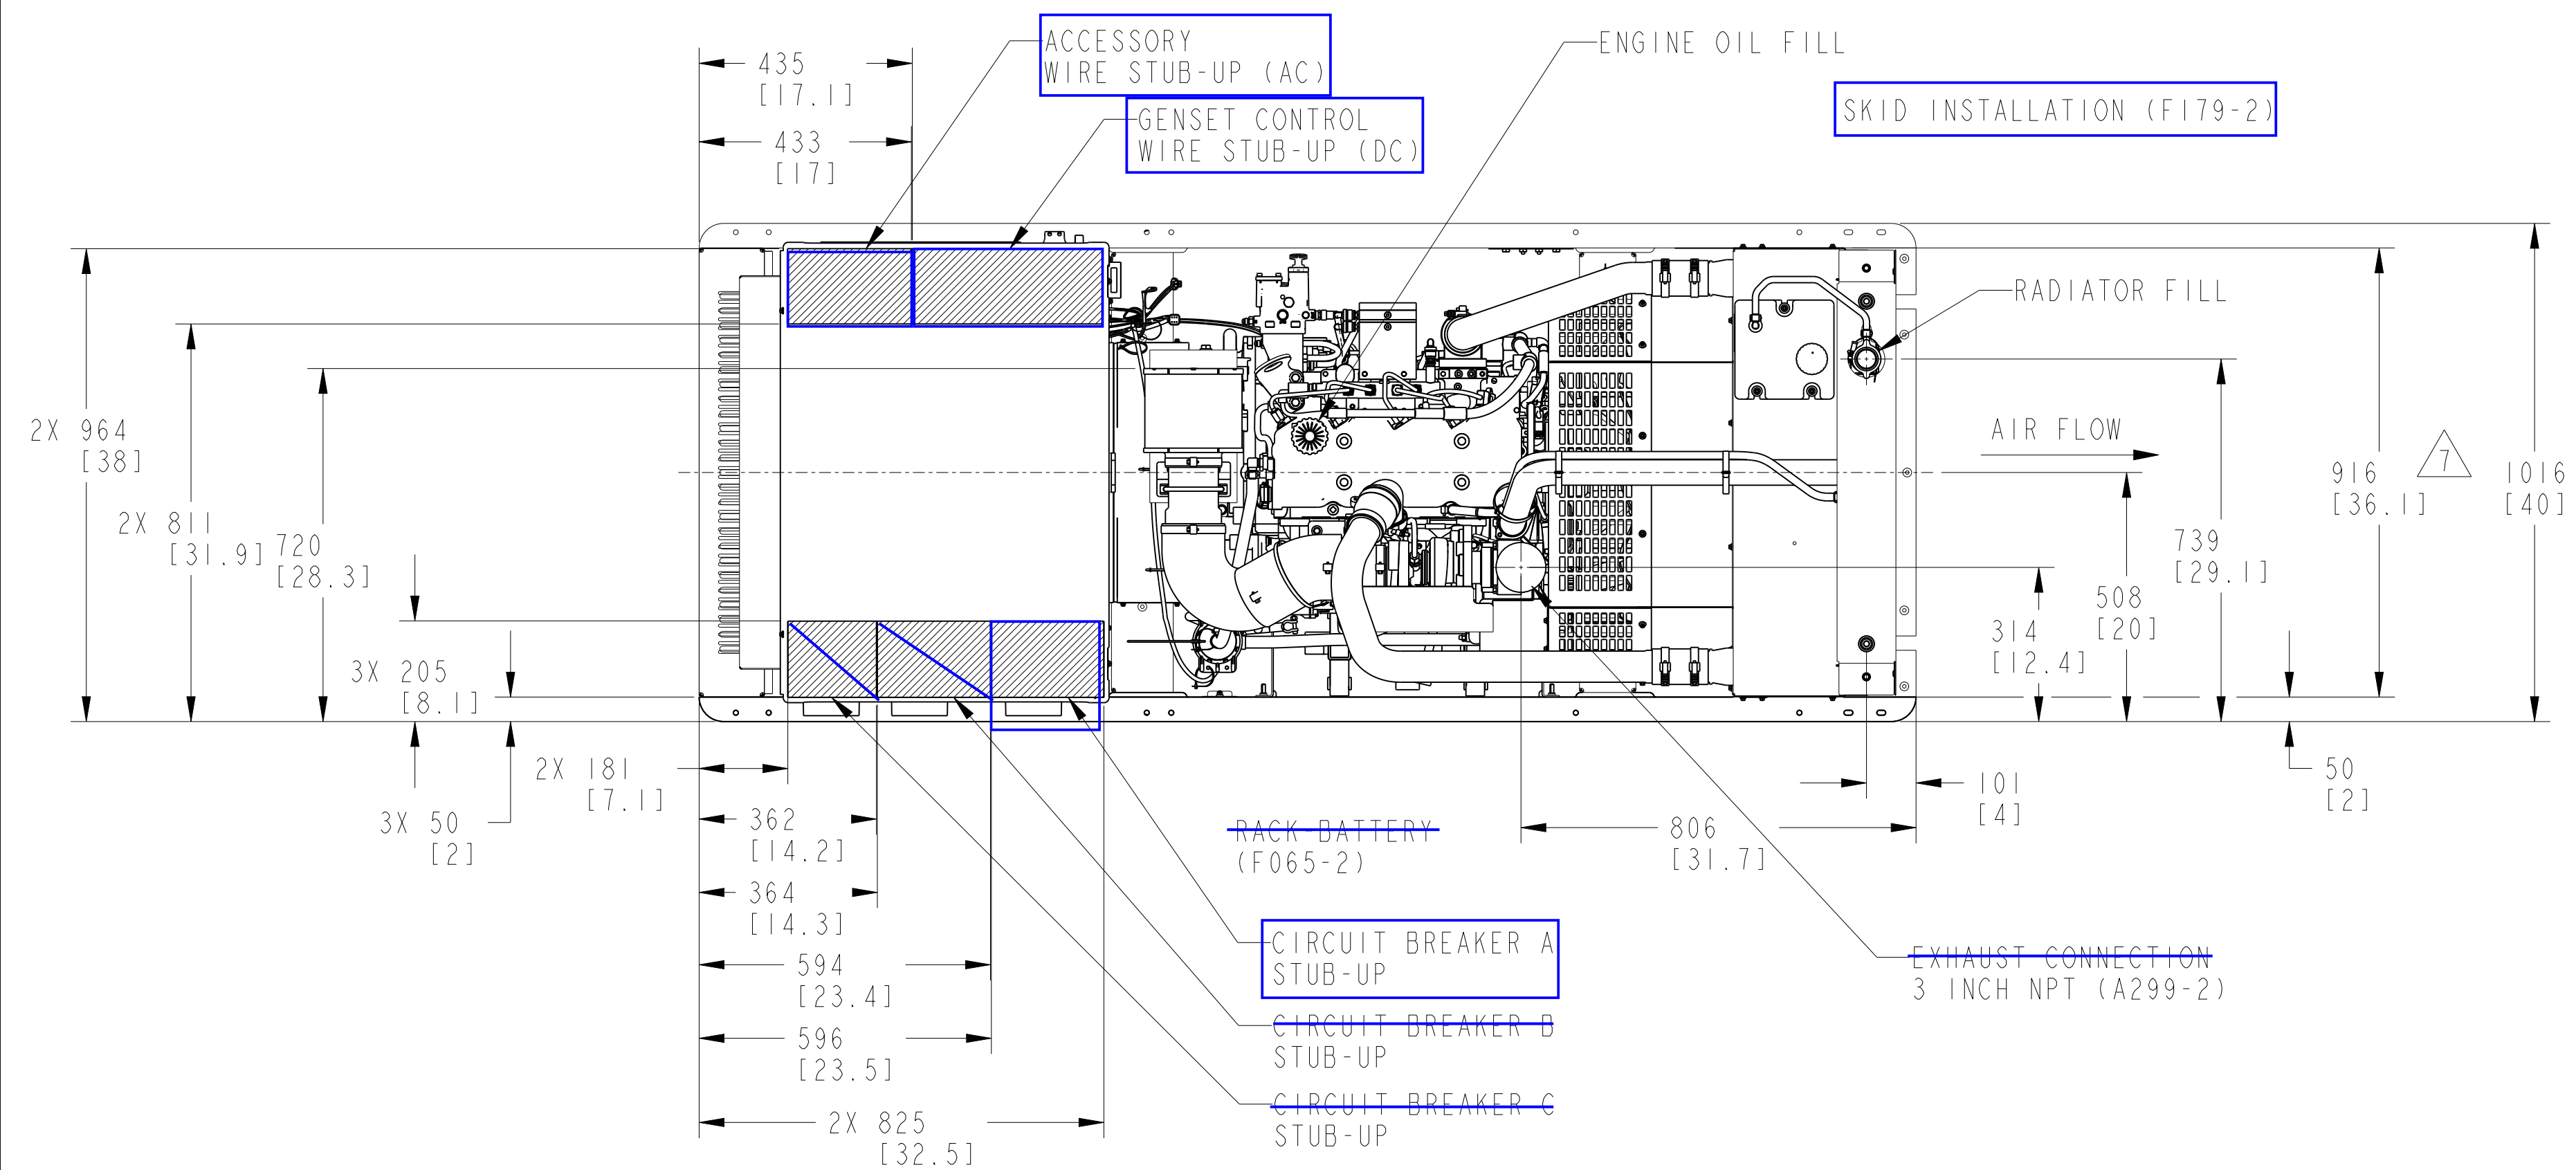 ACCESSORY
WIRE STUB-UP (AC)
ENGINE OIL FILL
435
[17.1]
SKID INSTALLATION (F179-2)
GENSET CONTROL
WIRE STUB-UP (DC)
433
[17]
RADIATOR FILL
AIR FLOW
2X 964
[38]
916
[36.1]
7
1016
[40]
2X 811
[31.9]
720
[28.3]
739
[29.1]
508
[20]
314
[12.4]
3X 205
[8.1]
2X 181
[7.1]
50
[2]
101
[4]
3X 50
[2]
362
[14.2]
RACK-BATTERY
(F065-2)
806
[31.7]
364
[14.3]
CIRCUIT BREAKER A
STUB-UP
EXHAUST CONNECTION
3 INCH NPT (A299-2)
594
[23.4]
CIRCUIT BREAKER B
STUB-UP
596
[23.5]
CIRCUIT BREAKER C
STUB-UP
2X 825
[32.5]